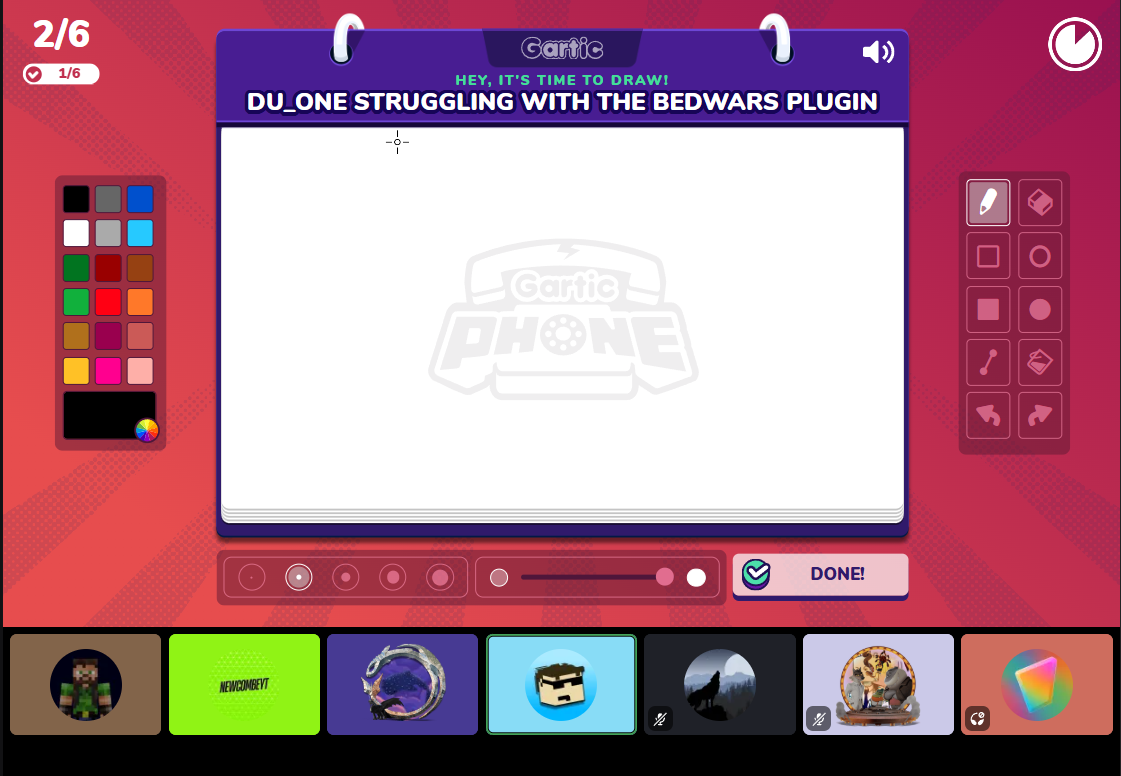 2/6
1/6
Gartic
HEY, IT'S TIME TO DRAW!
DU_ONE STRUGGLING WITH THE BEDWARS PLUGIN
Gartic
PHONE
DONE!
NEWCOMBEYT